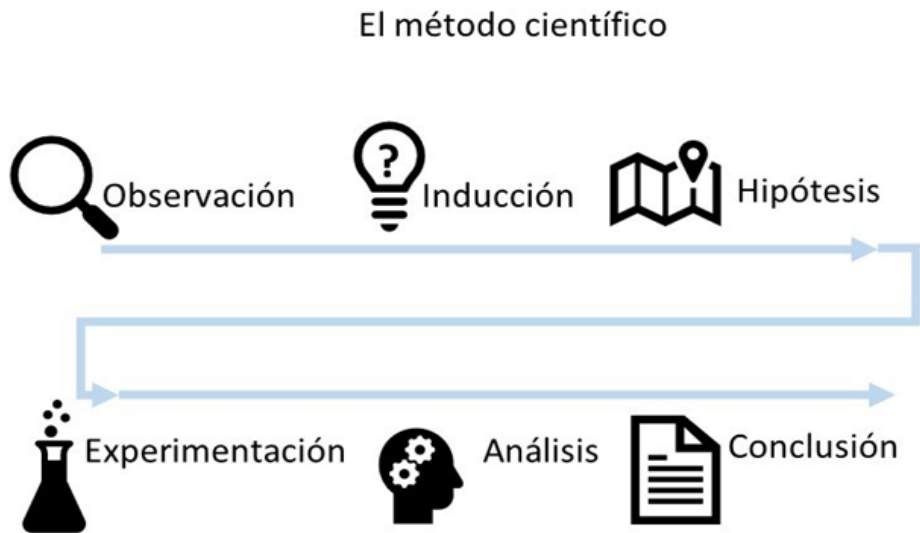 El método científico
Observación
Inducción
Hipótesis
Experimentación
Análisis
Conclusión
?